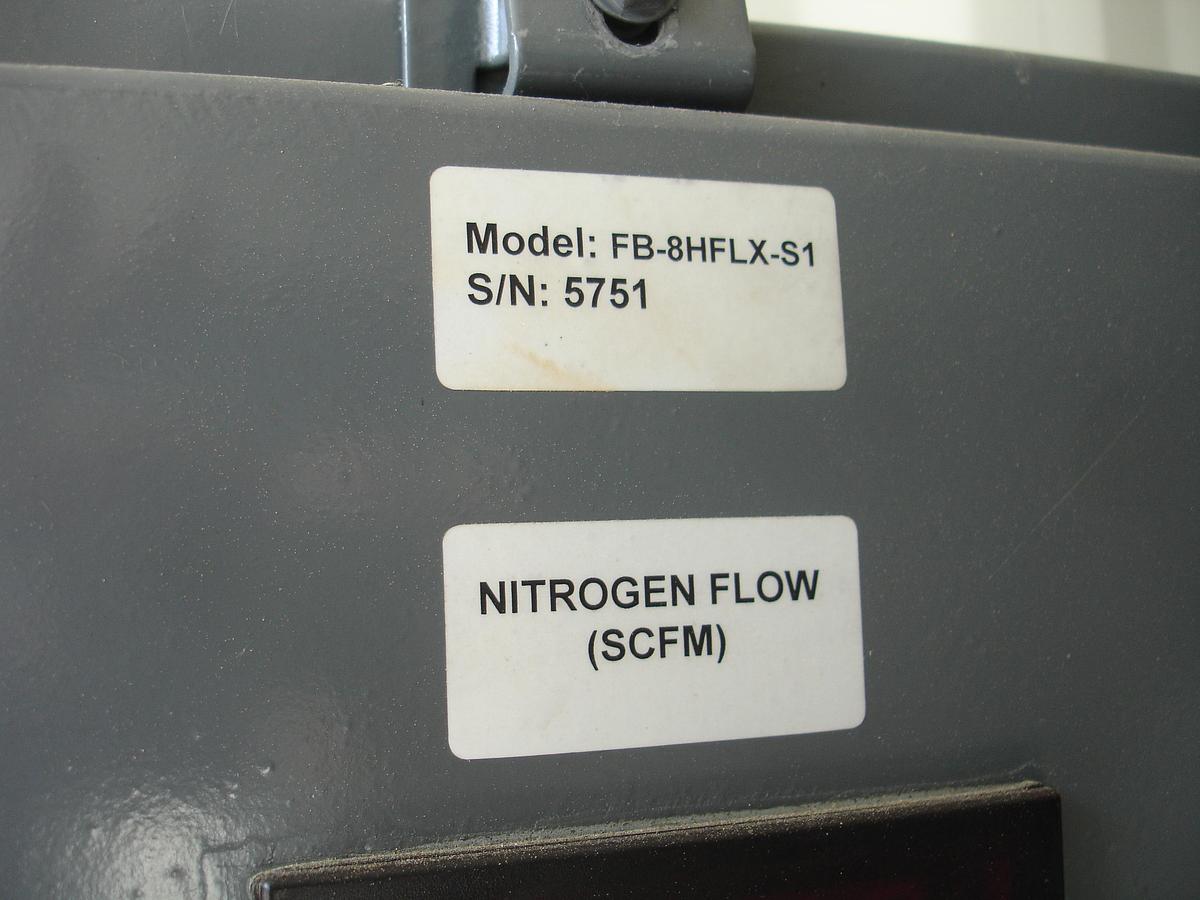 Model: FB-8HFLX-S1
S/N: 5751
NITROGEN FLOW
(SCFM)